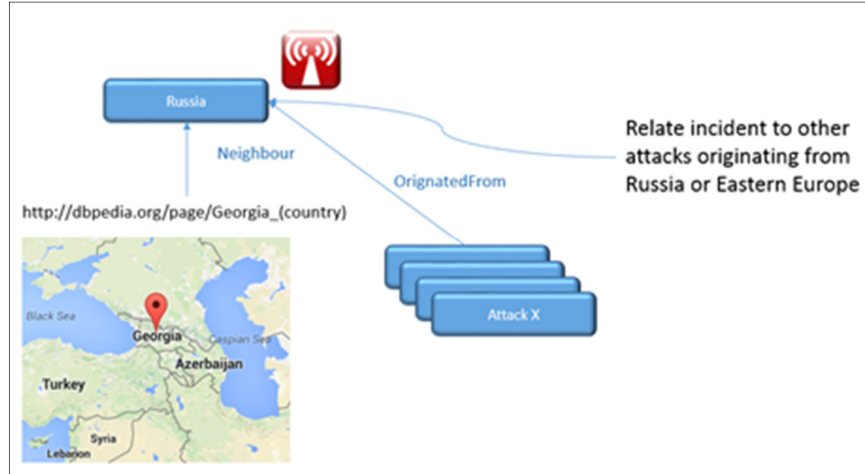 Russia
Neighbour
OrignatedFrom
Relate incident to other
attacks originating from
Russia or Eastern Europe
http://dbpedia.org/page/Georgia_(country)
Attack X
Black Sea
Georgia
Caspian Sea
Azerbaijan
Turkey
Syria
Lebanon